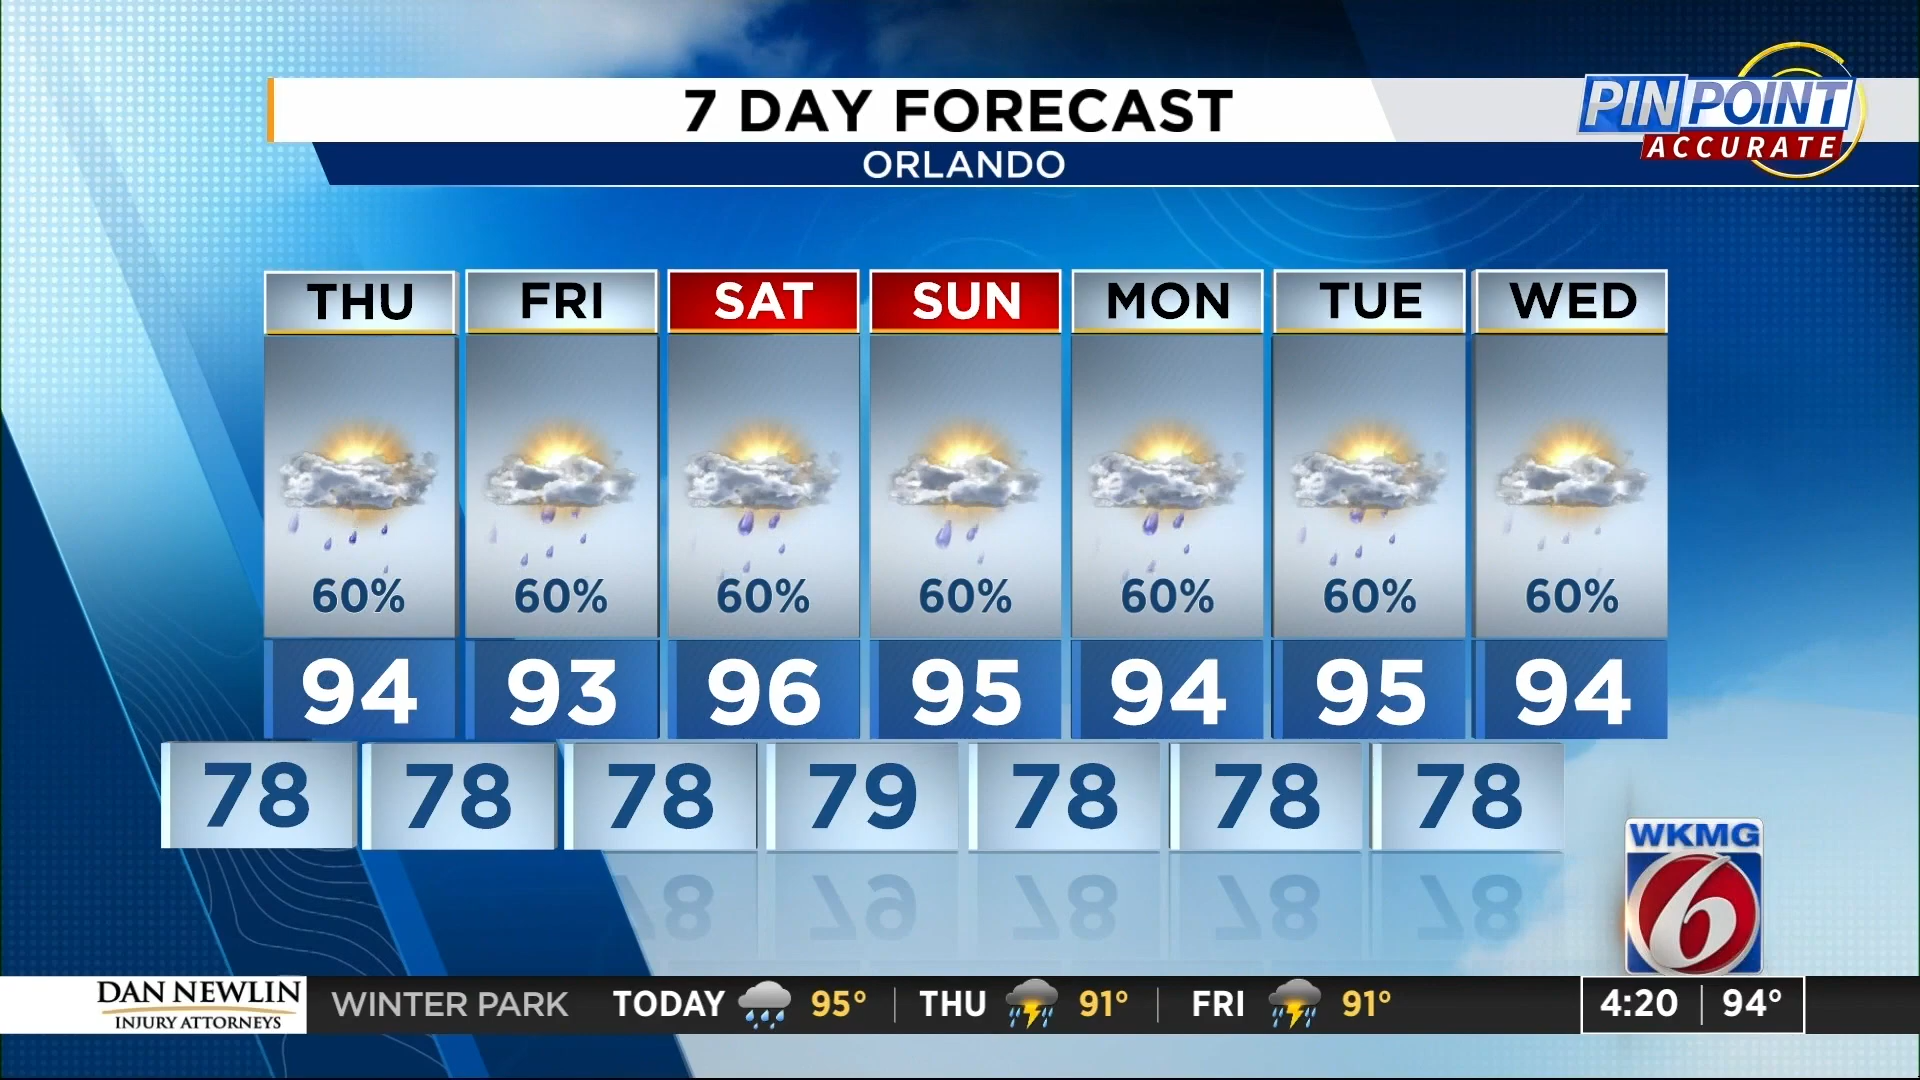 7 DAY FORECAST
ORLANDO
PINPOINT
ACCURATE
THU FRI SAT SUN MON TUE WED
60% 60% 60% 60% 60% 60% 60%
94 93 96 95 94 95 94
78 78 78 79 78 78 78
WKMG
6
DAN NEWLIN
INJURY ATTORNEYS
WINTER PARK TODAY 95° THU 91° FRI 91° 4:20 94°